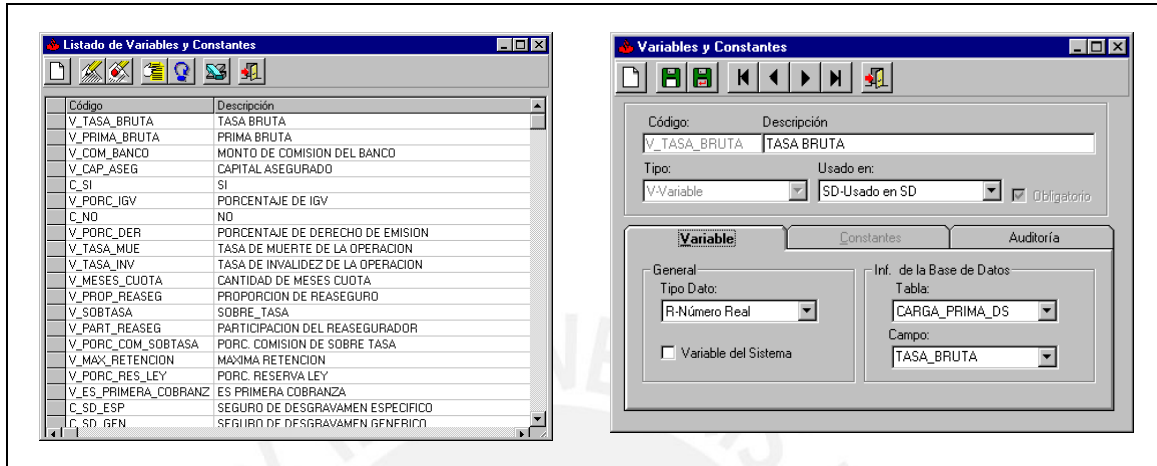 Listado de Variables y Constantes
Código Descripción
V_TASA_BRUTA TASA BRUTA
V_PRIMA_BRUTA PRIMA BRUTA
V_COM_BANCO MONTO DE COMISION DEL BANCO
V_CAP_ASEG CAPITAL ASEGURADO
C_SI SI
V_PORC_IGV PORCENTAJE DE IGV
C_NO NO
V_PORC_DER PORCENTAJE DE DERECHO DE EMISION
V_TASA_MUE TASA DE MUERTE DE LA OPERACION
V_TASA_INV TASA DE INVALIDEZ DE LA OPERACION
V_MESES_CUOTA CANTIDAD DE MESES CUOTA
V_PROP_REASEG PROPORCION DE REASEGURO
V_SOBTASA SOBRE_TASA
V_PART_REASEG PARTICIPACION DEL REASEGURADOR
V_PORC_COM_SOBTASA PORC. COMISION DE SOBRE TASA
V_MAX_RETENCION MAXIMA RETENCION
V_PORC_RES_LEY PORC. RESERVA LEY
V_ES_PRIMERA_COBRANZ ES PRIMERA COBRANZA
C_SD_ESP SEGURO DE DESGRAVAMEN ESPECIFICO
C_SD_GEN SEGURO DE DESGRAVAMEN GENERICO
Variables y Constantes
Código: Descripción
V_TASA_BRUTA TASA BRUTA
Tipo: Usado en:
V-Variable SD-Usado en SD Obligatorio
Variable Constantes Auditoría
General Inf. de la Base de Datos
Tipo Dato: Tabla:
R-Número Real CARGA_PRIMA_DS
Campo:
Variable del Sistema TASA_BRUTA